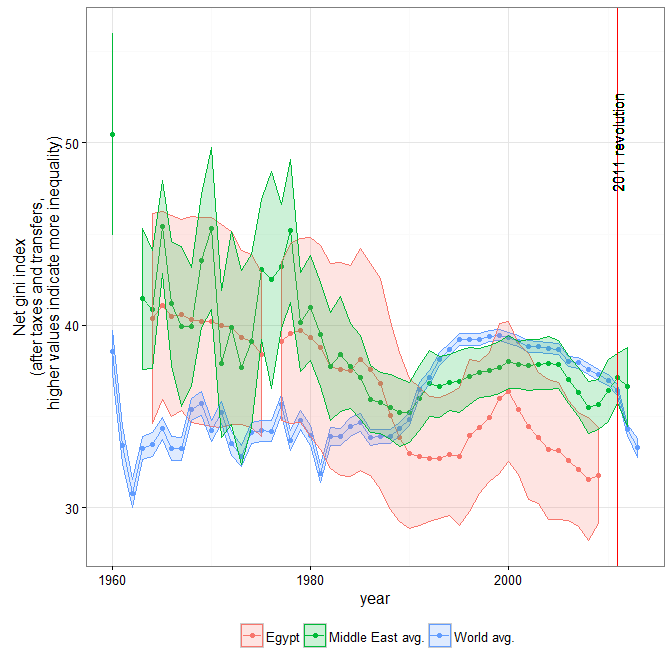 Net gini index
(after taxes and transfers,
higher values indicate more inequality)
50
40
30
2011 revolution
1960
1980
2000
year
Egypt
Middle East avg.
World avg.